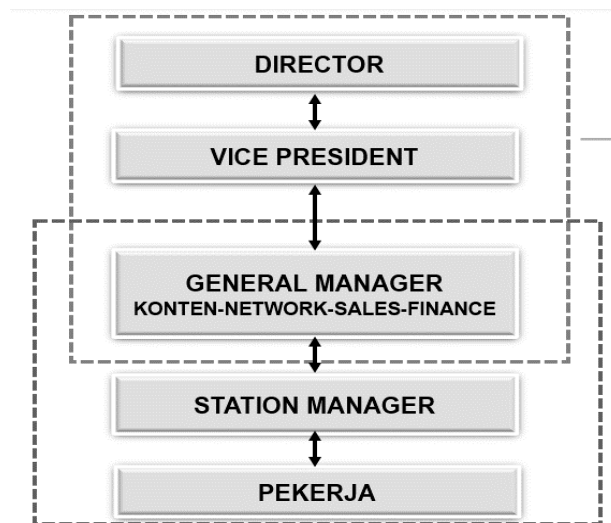 DIRECTOR
VICE PRESIDENT
GENERAL MANAGER
KONTEN-NETWORK-SALES-FINANCE
STATION MANAGER
PEKERJA